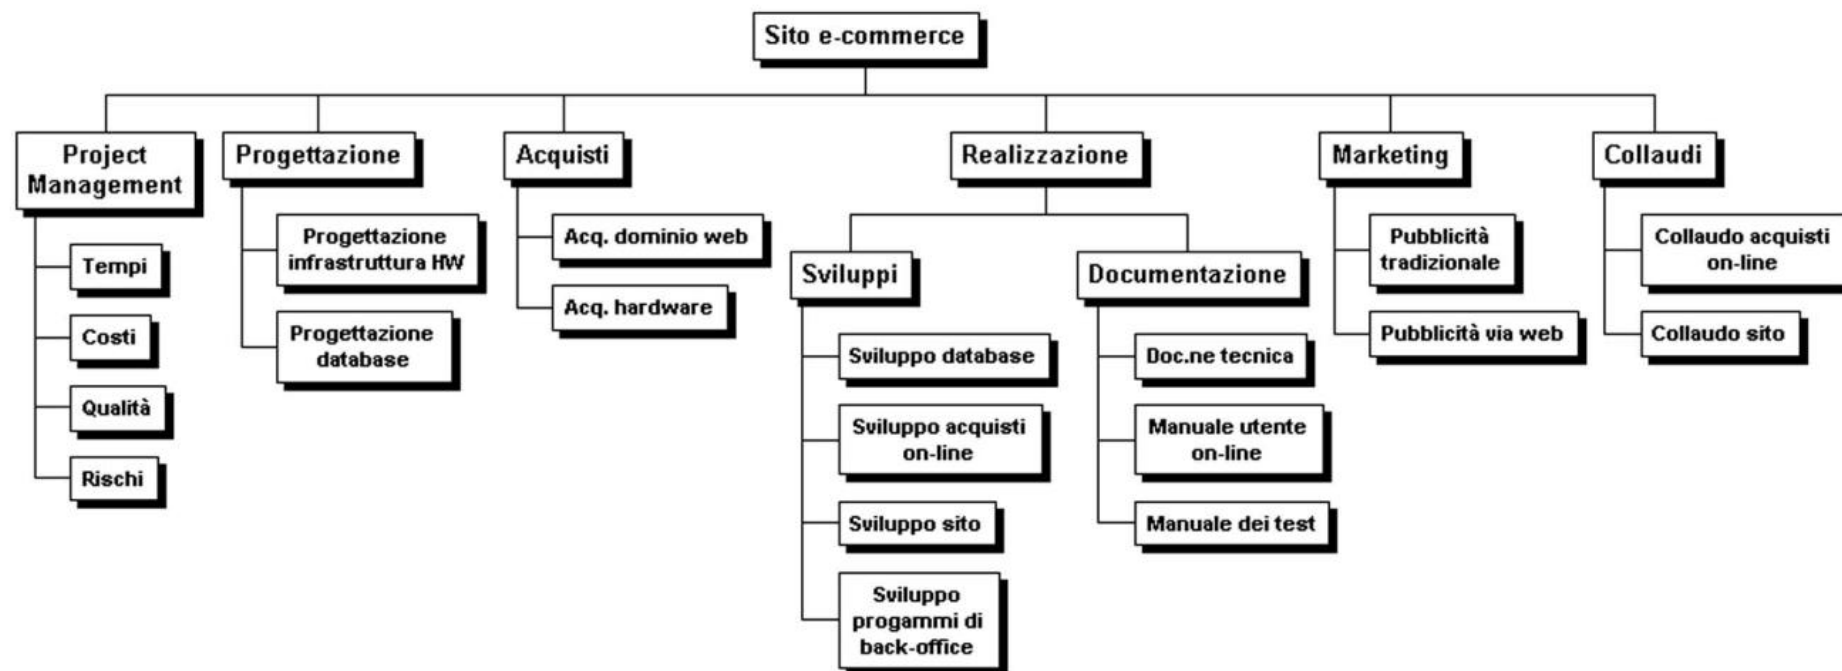 Sito e-commerce
Project
Management
Progettazione
Acquisti
Realizzazione
Marketing
Collaudi
Tempi
Costi
Qualità
Rischi
Progettazione
infrastruttura HW
Progettazione
database
Acq. dominio web
Acq. hardware
Sviluppi
Sviluppo database
Sviluppo acquisti
on-line
Sviluppo sito
Sviluppo
progammi di
back-office
Documentazione
Doc.ne tecnica
Manuale utente
on-line
Manuale dei test
Pubblicità
tradizionale
Pubblicità via web
Collaudo acquisti
on-line
Collaudo sito